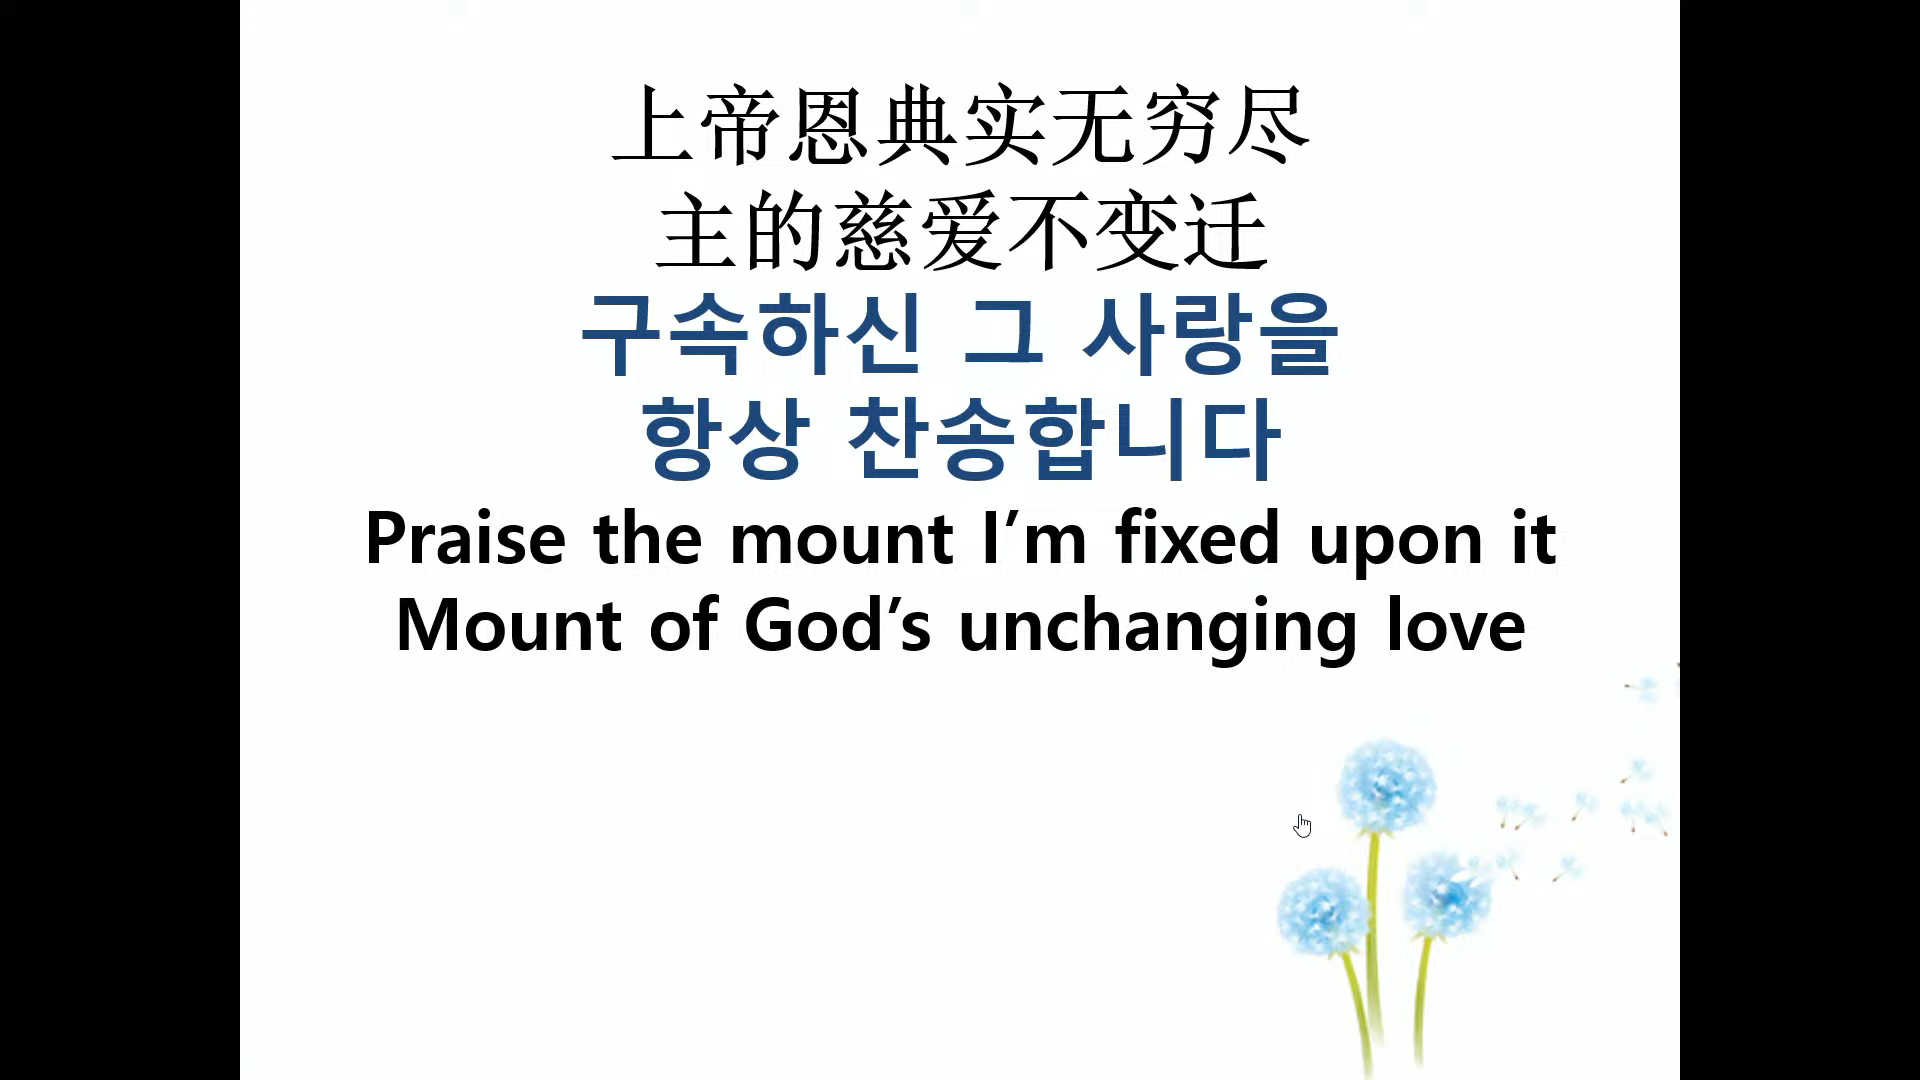 上帝恩典实无穷尽
主的慈爱不变迁
구속하신 그 사랑을
항상 찬송합니다
Praise the mount I’m fixed upon it
Mount of God’s unchanging love